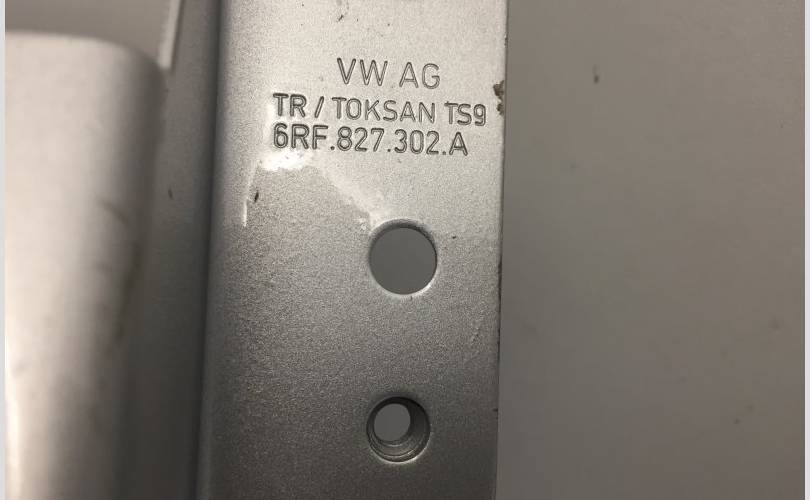 VW AG
TR / TOKSAN TS9
6RF.827.302.A